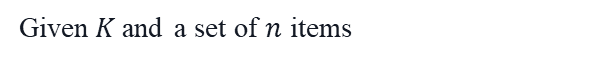 Given K and a set of n items